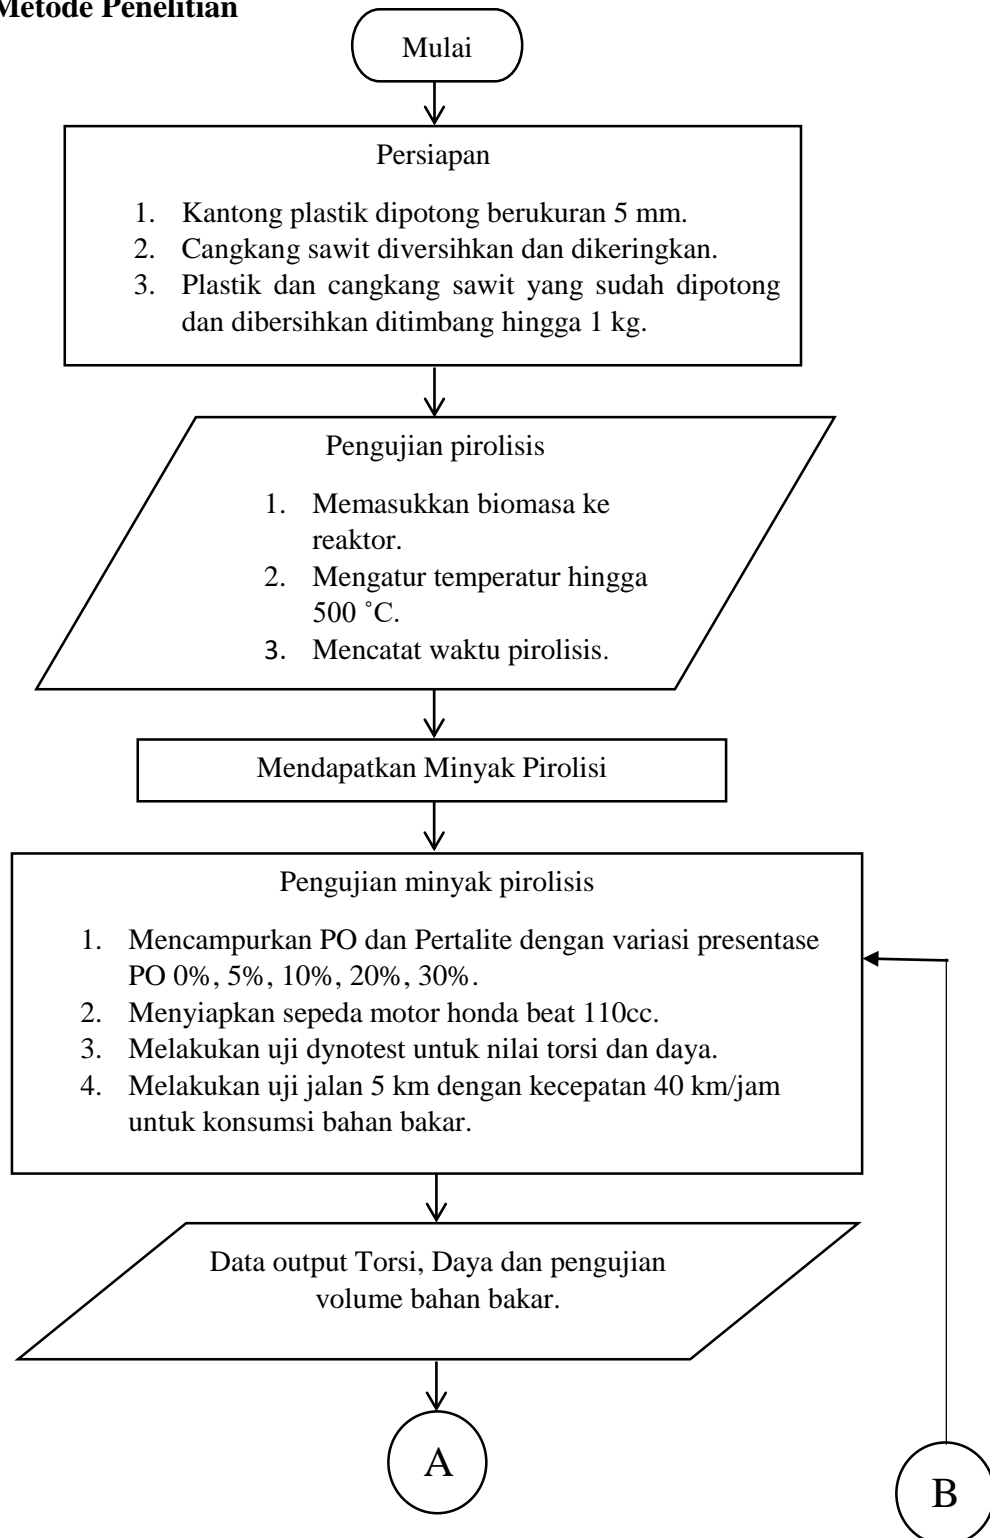 Metode Penelitian
Mulai
Persiapan
1. Kantong plastik dipotong berukuran 5 mm.
2. Cangkang sawit diversihkan dan dikeringkan.
3. Plastik dan cangkang sawit yang sudah dipotong
dan dibersihkan ditimbang hingga 1 kg.
Pengujian pirolisis
1. Memasukkan biomasa ke
reaktor.
2. Mengatur temperatur hingga
500 ˚C.
3. Mencatat waktu pirolisis.
Mendapatkan Minyak Pirolisi
Pengujian minyak pirolisis
1. Mencampurkan PO dan Pertalite dengan variasi presentase
PO 0%, 5%, 10%, 20%, 30%.
2. Menyiapkan sepeda motor honda beat 110cc.
3. Melakukan uji dynotest untuk nilai torsi dan daya.
4. Melakukan uji jalan 5 km dengan kecepatan 40 km/jam
untuk konsumsi bahan bakar.
Data output Torsi, Daya dan pengujian
volume bahan bakar.
A
B